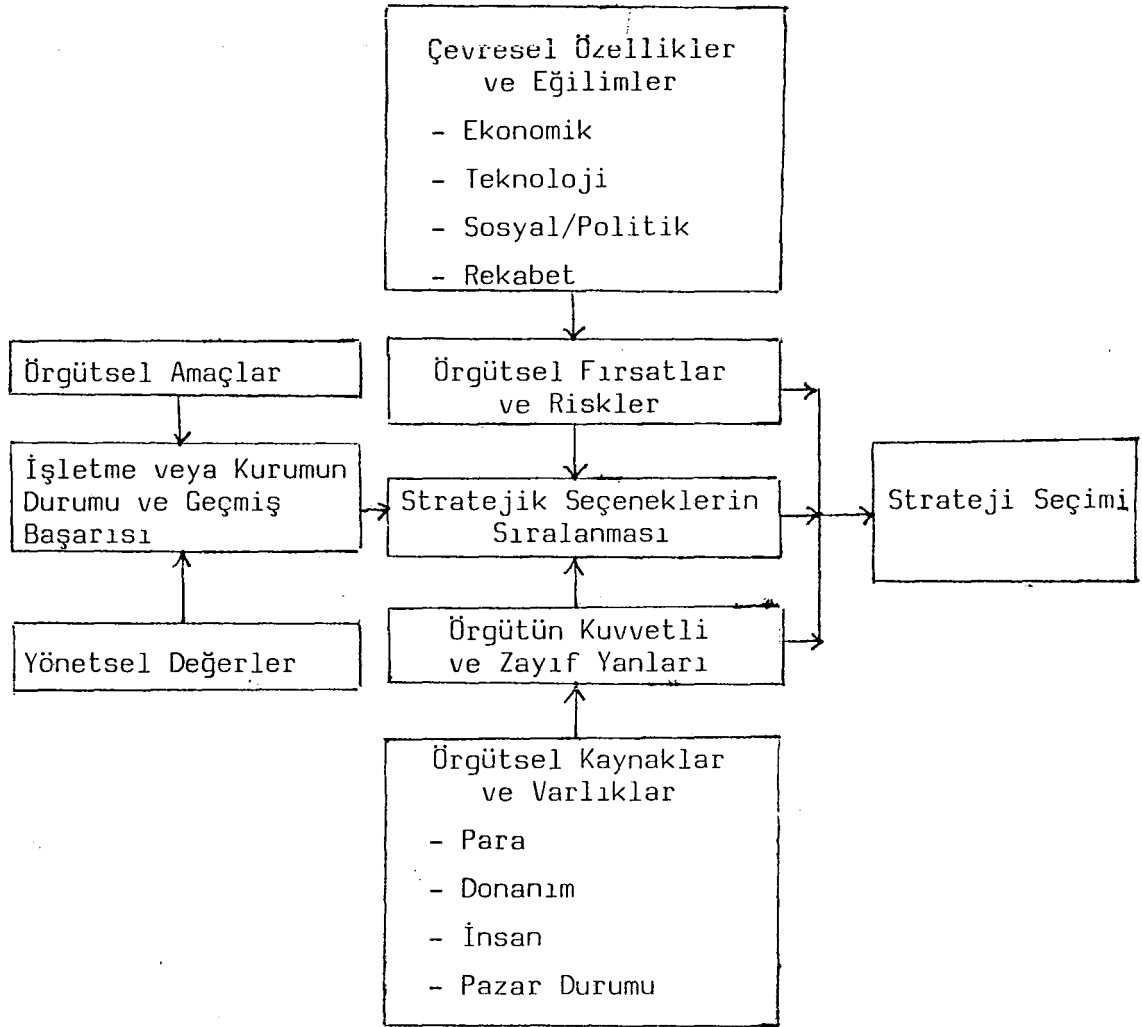 Çevresel Özellikler
ve Eğilimler
- Ekonomik
- Teknoloji
- Sosyal/Politik
- Rekabet
Örgütsel Amaçlar
Örgütsel Fırsatlar
ve Riskler
İşletme veya Kurumun
Durumu ve Geçmiş
Başarısı
Stratejik Seçeneklerin
Sıralanması
Strateji Seçimi
Yönetsel Değerler
Örgütün Kuvvetli
ve Zayıf Yanları
Örgütsel Kaynaklar
ve Varlıklar
- Para
- Donanım
- İnsan
- Pazar Durumu